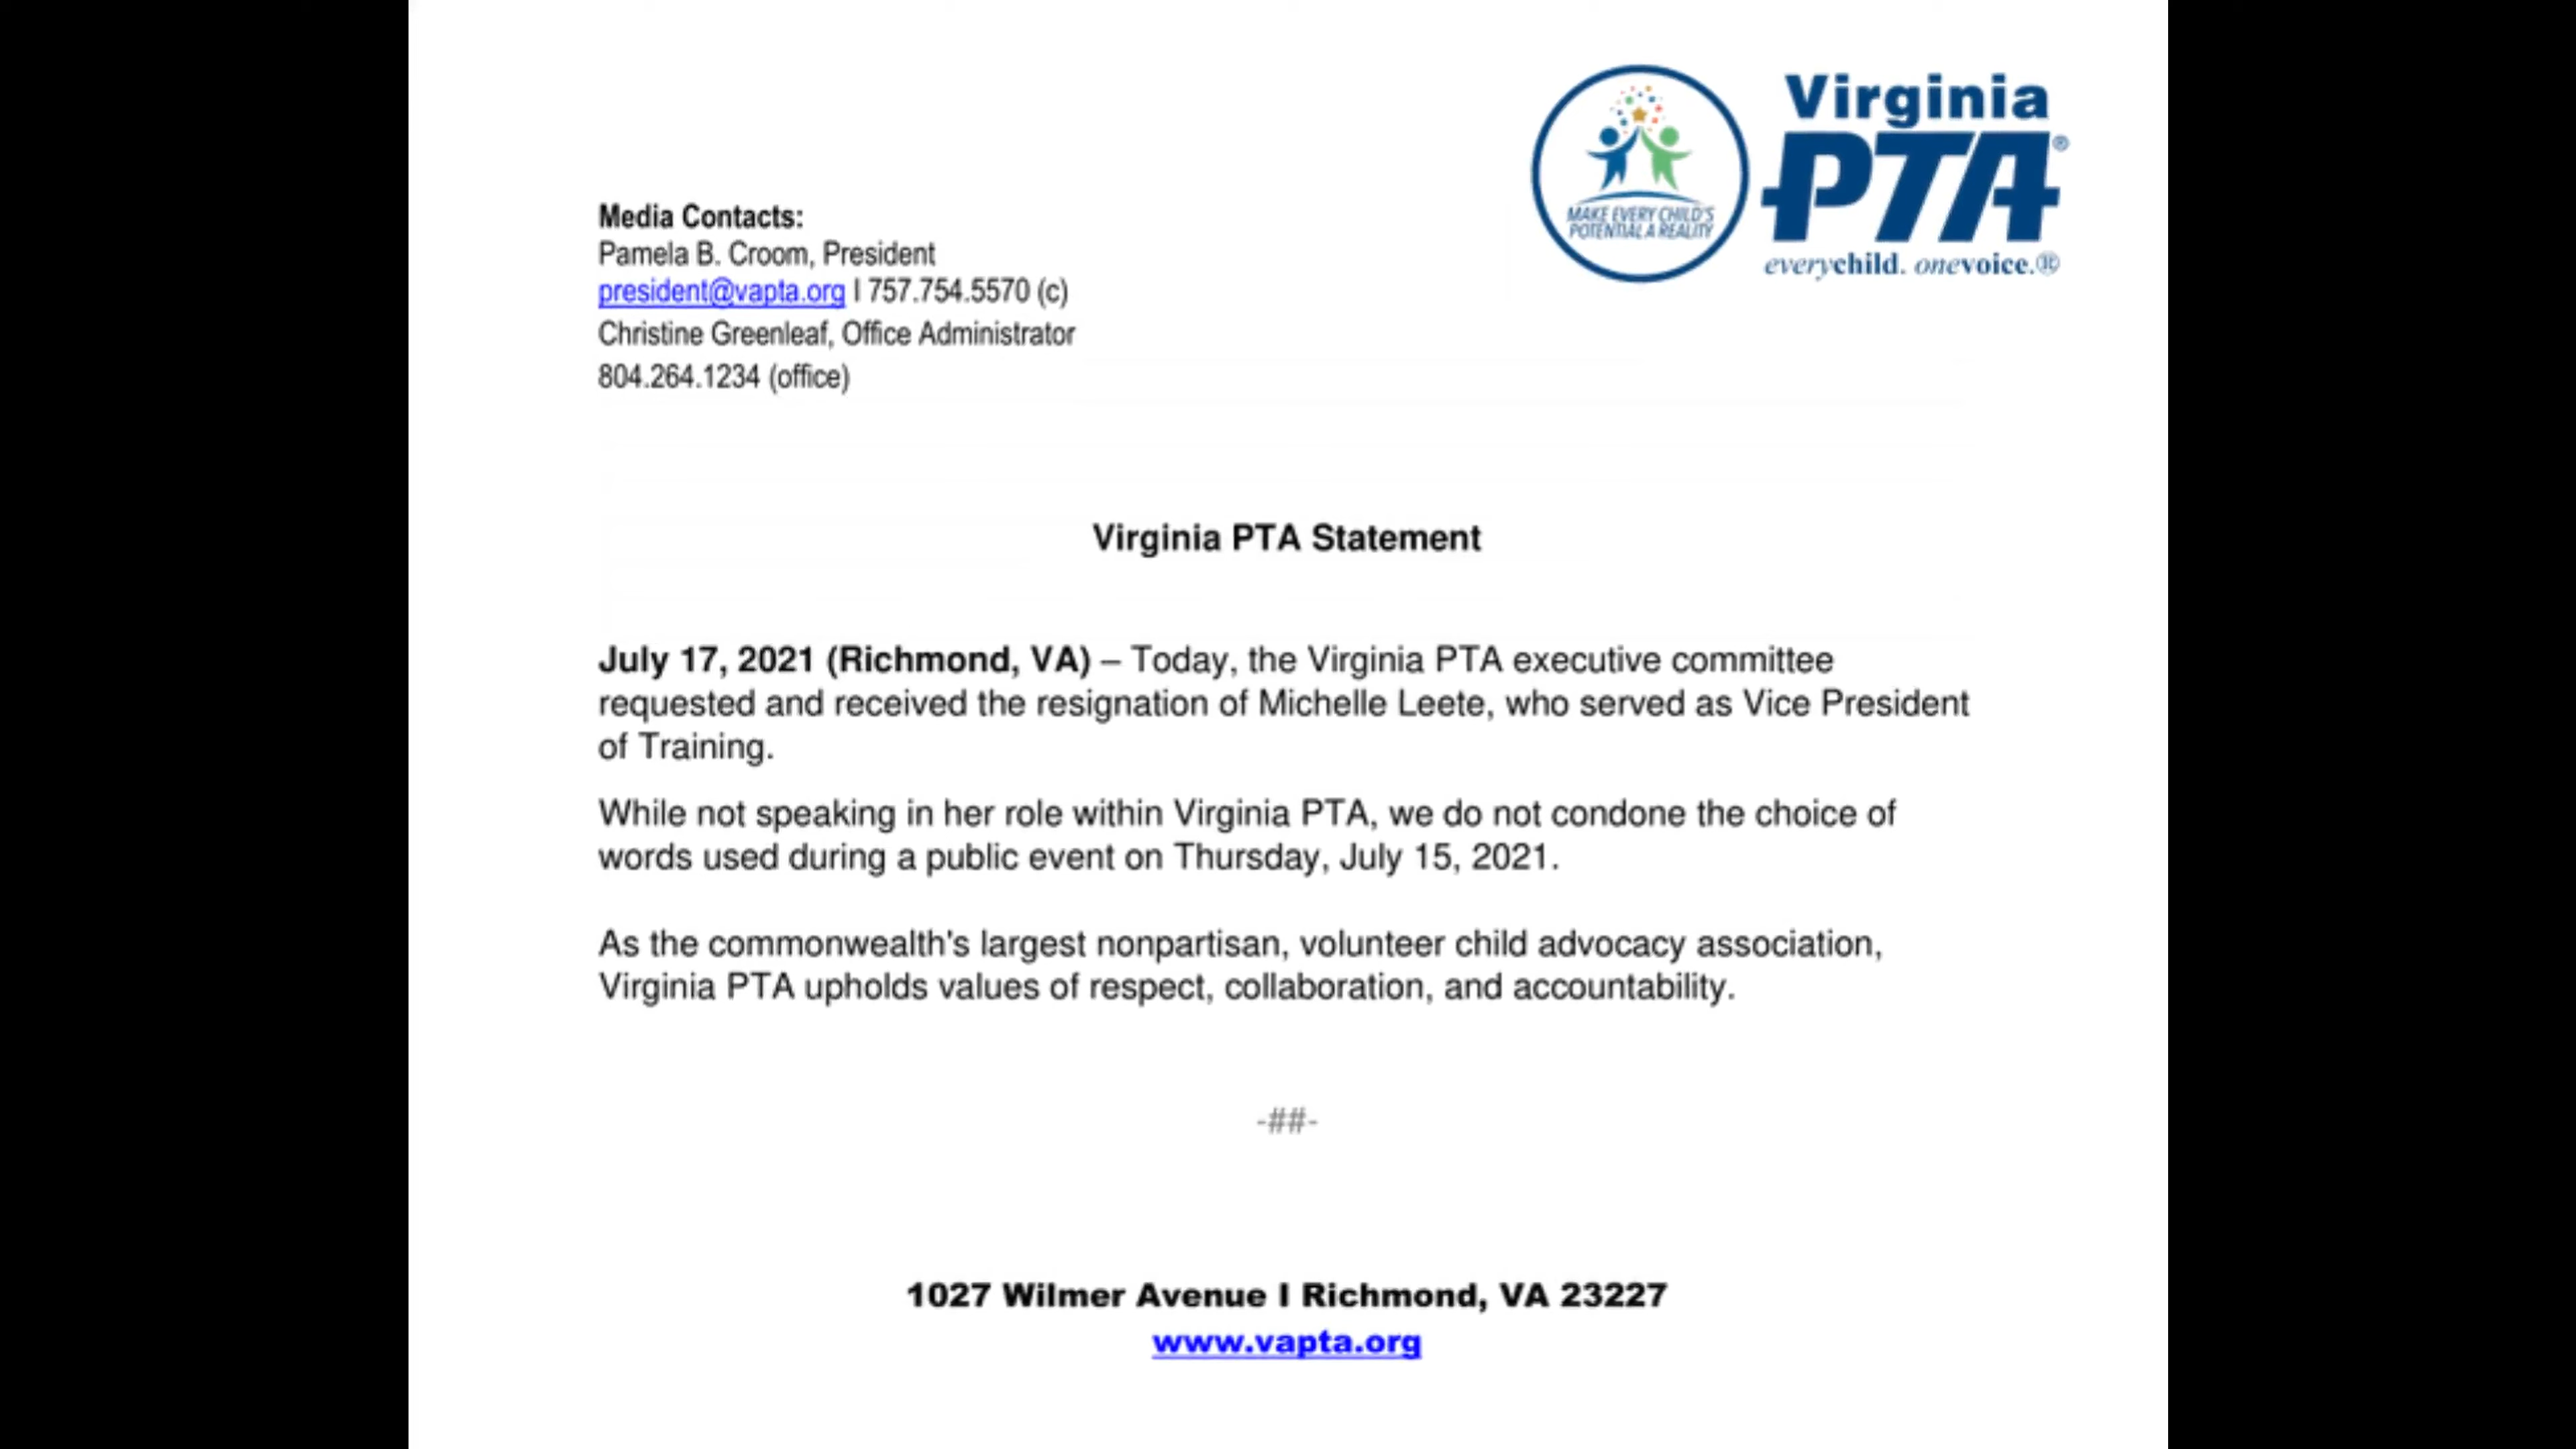 Virginia
PTA®
everychild. onevoice.®
MAKE EVERY CHILD'S
POTENTIAL A REALITY
Media Contacts:
Pamela B. Croom, President
president@vapta.org I 757.754.5570 (c)
Christine Greenleaf, Office Administrator
804.264.1234 (office)
Virginia PTA Statement
July 17, 2021 (Richmond, VA) – Today, the Virginia PTA executive committee
requested and received the resignation of Michelle Leete, who served as Vice President
of Training.
While not speaking in her role within Virginia PTA, we do not condone the choice of
words used during a public event on Thursday, July 15, 2021.
As the commonwealth's largest nonpartisan, volunteer child advocacy association,
Virginia PTA upholds values of respect, collaboration, and accountability.
-##-
1027 Wilmer Avenue I Richmond, VA 23227
www.vapta.org